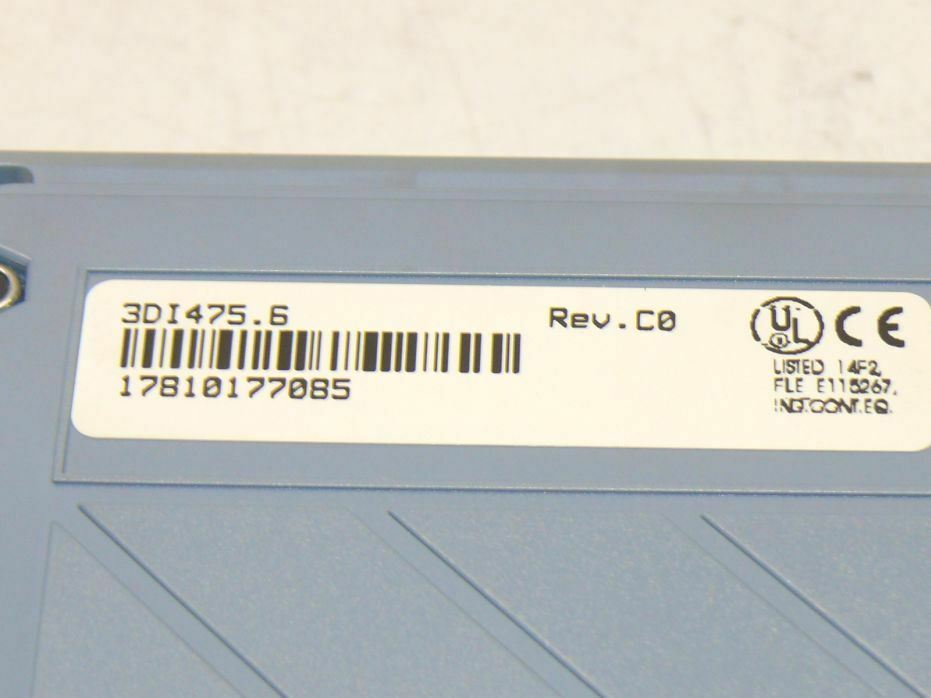 3DI475.6
Rev.C0
17810177085
UL
CE
LISTED 14F2,
FILE E115267,
IND.CONT.EQ.